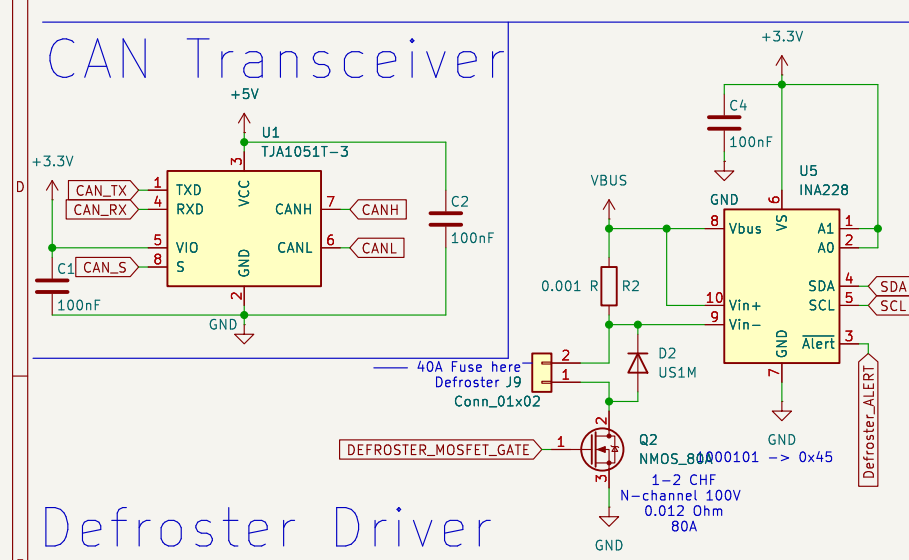 CAN Transceiver
+5V
+3.3V
U1
TJA1051T-3
3
VCC
CAN_TX
1
TXD
CAN_RX
4
RXD
CANH
7
CANH
5
VIO
CANL
6
CANL
CAN_S
8
S
GND
2
GND
C1
100nF
C2
100nF
D
+3.3V
C4
100nF
GND
U5
INA228
6
VS
VBUS
8
Vbus
A1
1
A0
2
0.001 R
R2
SDA
4
SDA
SCL
5
SCL
10
Vin+
9
Vin-
Alert
3
GND
7
GND
Defroster_ALERT
40A Fuse here
Defroster J9
Conn_01x02
2
1
D2
US1M
DEFROSTER_MOSFET_GATE
1
2
3
Q2
NMOS_80A
1000101 -> 0x45
1-2 CHF
N-channel 100V
0.012 Ohm
80A
GND
Defroster Driver